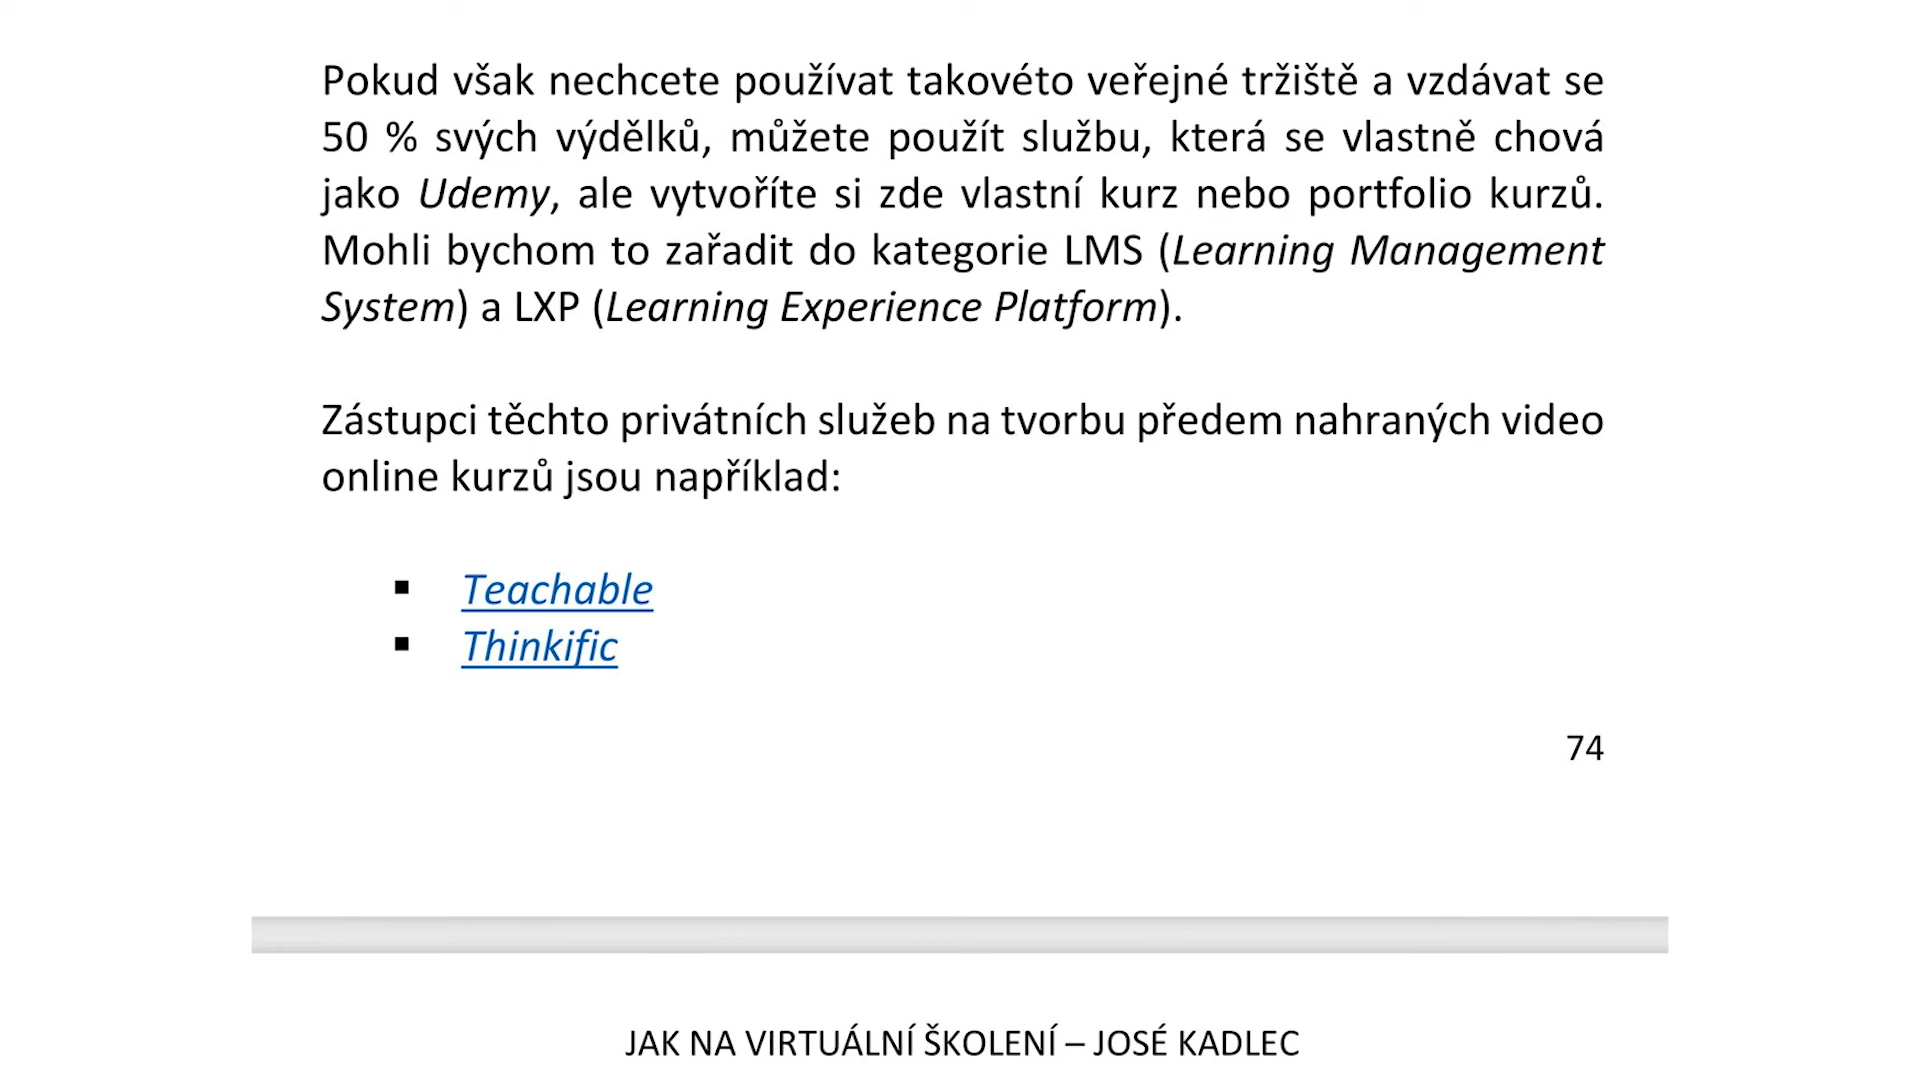 Pokud však nechcete používat takovéto veřejné tržiště a vzdávat se
50 % svých výdělků, můžete použít službu, která se vlastně chová
jako Udemy, ale vytvoříte si zde vlastní kurz nebo portfolio kurzů.
Mohli bychom to zařadit do kategorie LMS (Learning Management
System) a LXP (Learning Experience Platform).
Zástupci těchto privátních služeb na tvorbu předem nahraných video
online kurzů jsou například:
▪ Teachable
▪ Thinkific
74
JAK NA VIRTUÁLNÍ ŠKOLENÍ – JOSÉ KADLEC